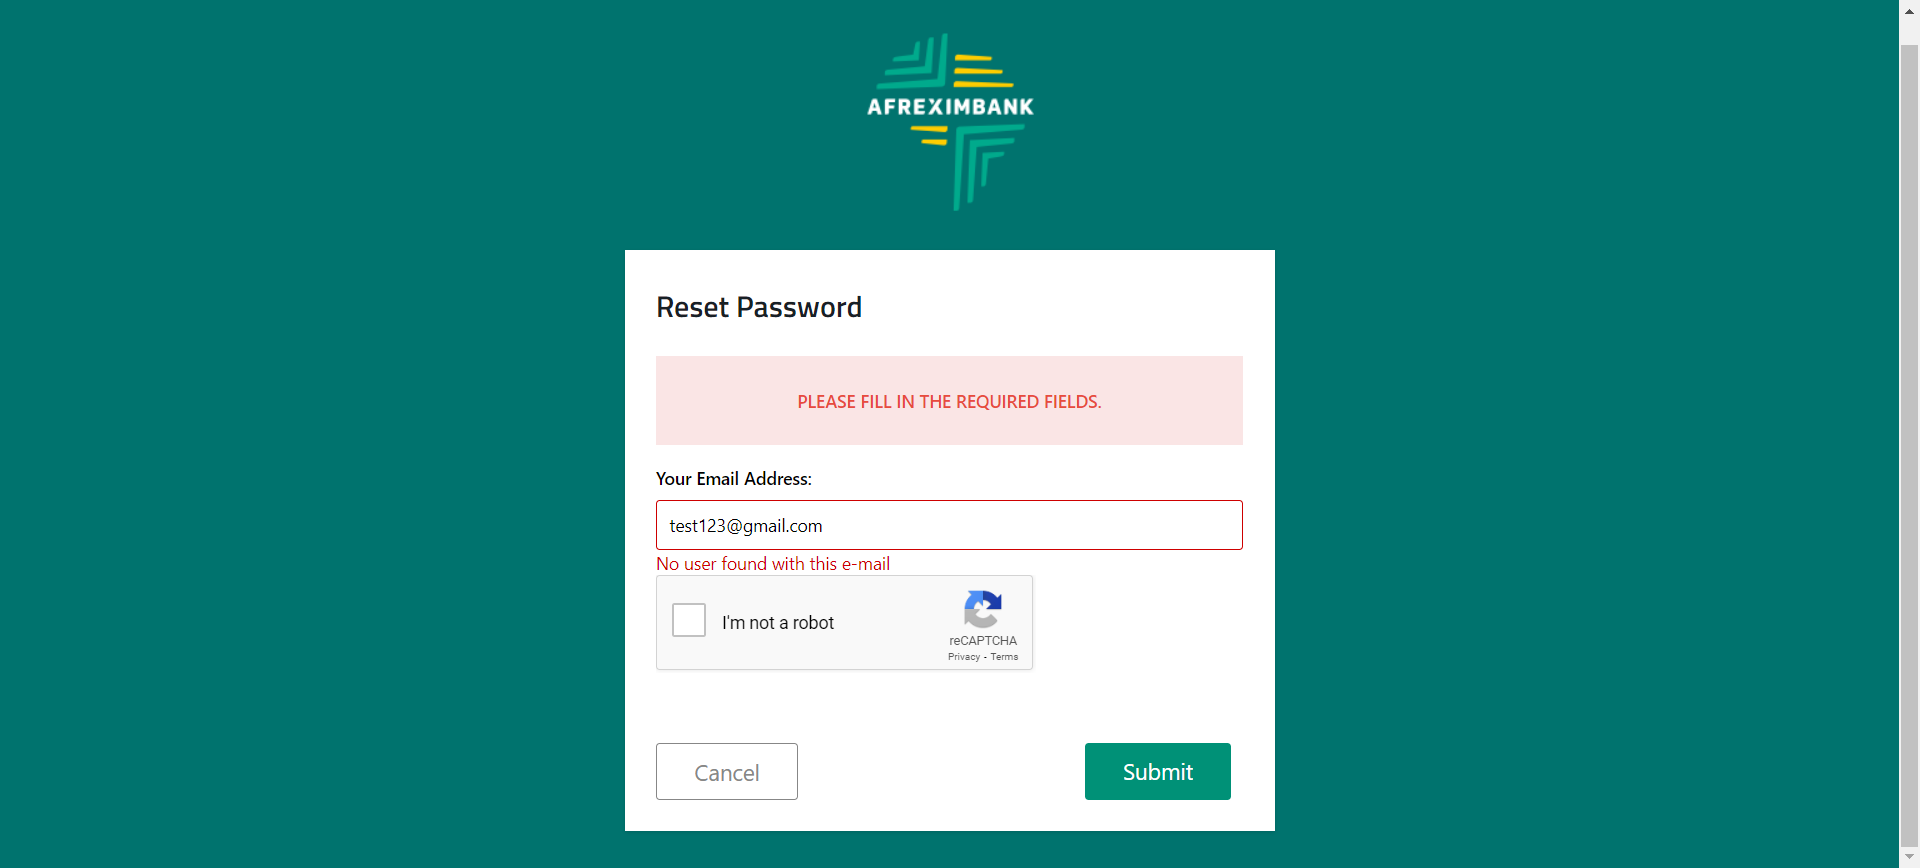 AFREXIMBANK
Reset Password
PLEASE FILL IN THE REQUIRED FIELDS.
Your Email Address:
test123@gmail.com
No user found with this e-mail
I'm not a robot
reCAPTCHA
Privacy - Terms
Cancel
Submit